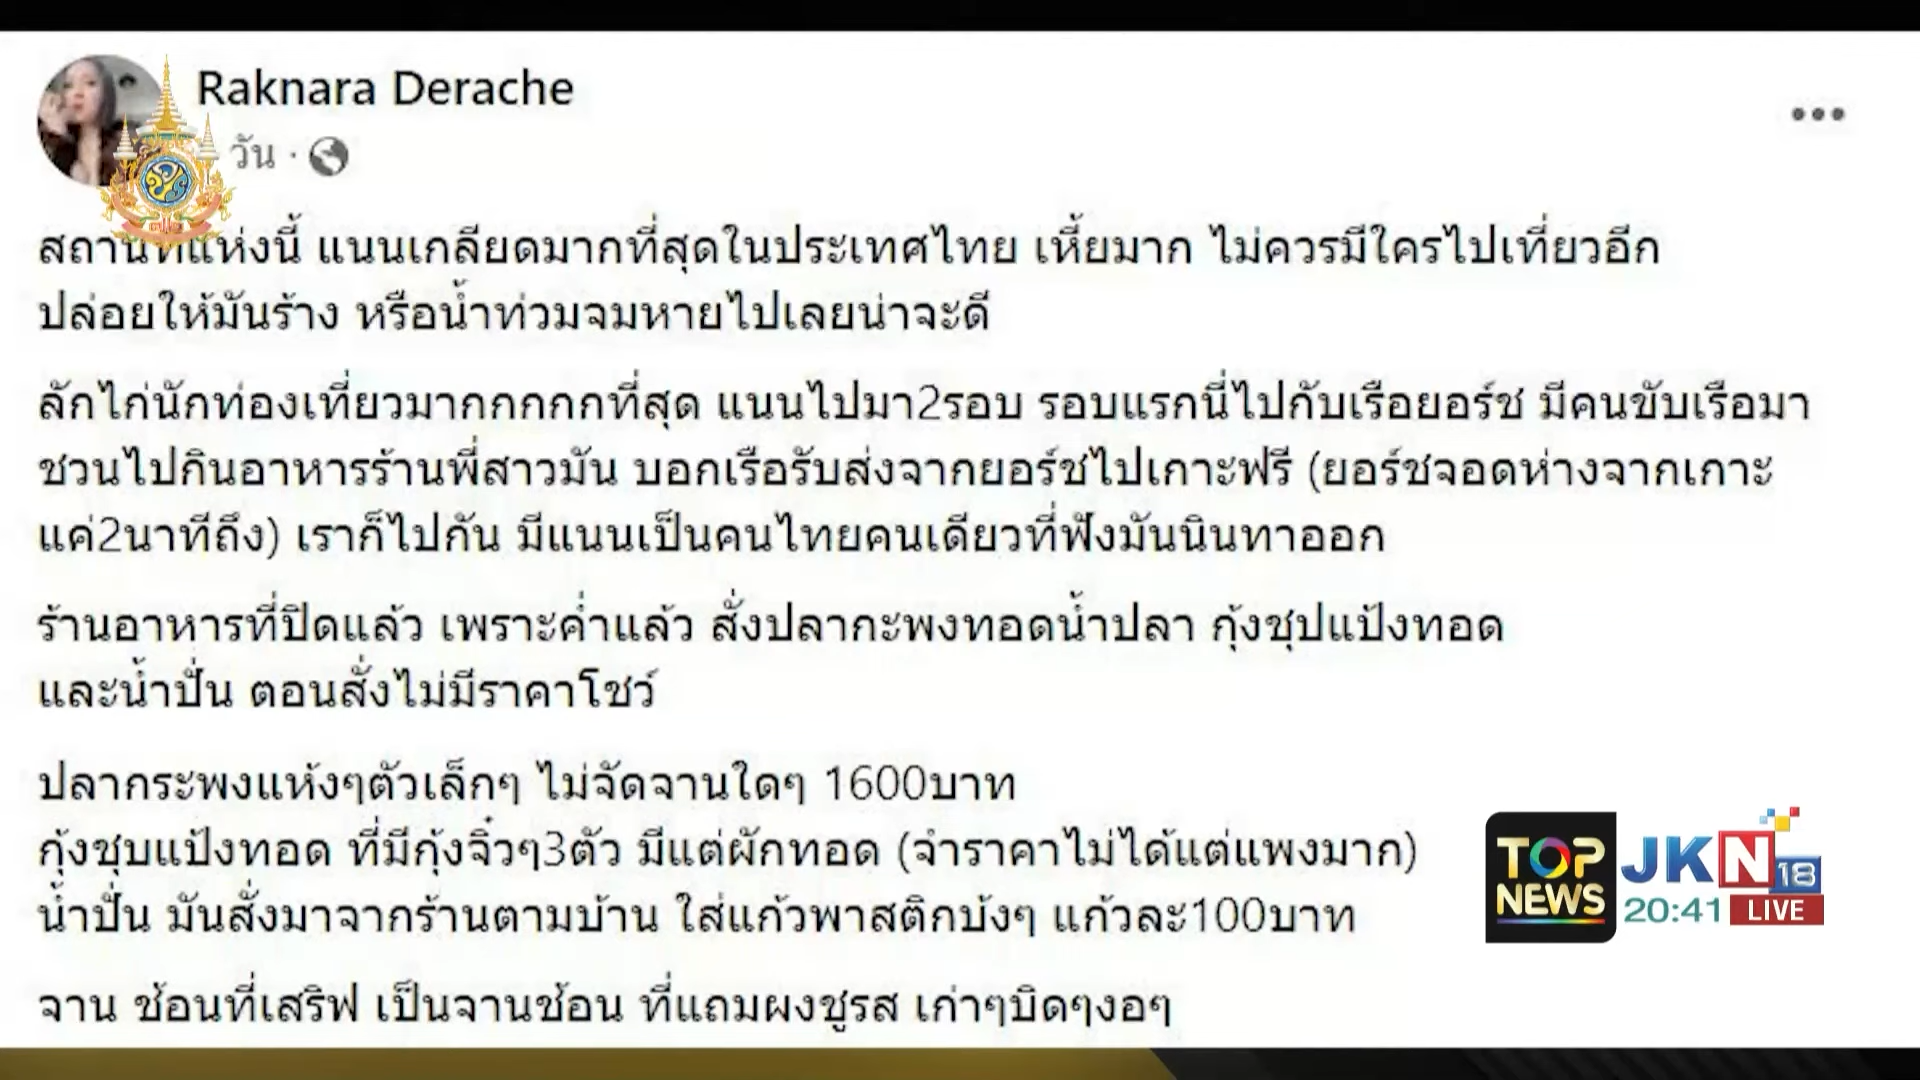 Raknara Derache
วัน ·
สถานที่แห่งนี้ แนนเกลียดมากที่สุดในประเทศไทย เหี้ยมาก ไม่ควรมีใครไปเที่ยวอีก
ปล่อยให้มันร้าง หรือน้ำท่วมจมหายไปเลยน่าจะดี
ลักไก่นักท่องเที่ยวมากกกกกที่สุด แนนไปมา2รอบ รอบแรกนี่ไปกับเรือยอร์ช มีคนขับเรือมา
ชวนไปกินอาหารร้านพี่สาวมัน บอกเรือรับส่งจากยอร์ชไปเกาะฟรี (ยอร์ชจอดห่างจากเกาะ
แค่2นาทีถึง) เราก็ไปกัน มีแนนเป็นคนไทยคนเดียวที่ฟังมันนินทาออก
ร้านอาหารที่ปิดแล้ว เพราะค่ำแล้ว สั่งปลากะพงทอดน้ำปลา กุ้งชุปแป้งทอด
และน้ำปั่น ตอนสั่งไม่มีราคาโชว์
ปลากระพงแห้งๆตัวเล็กๆ ไม่จัดจานใดๆ 1600บาท
กุ้งชุบแป้งทอด ที่มีกุ้งจิ๋วๆ3ตัว มีแต่ผักทอด (จำราคาไม่ได้แต่แพงมาก)
น้ำปั่น มันสั่งมาจากร้านตามบ้าน ใส่แก้วพาสติกบ้งๆ แก้วละ100บาท
จาน ช้อนที่เสริฟ เป็นจานช้อน ที่แถมผงชูรส เก่าๆบิดๆงอๆ
TOP NEWS
JKN 18
20:41 LIVE